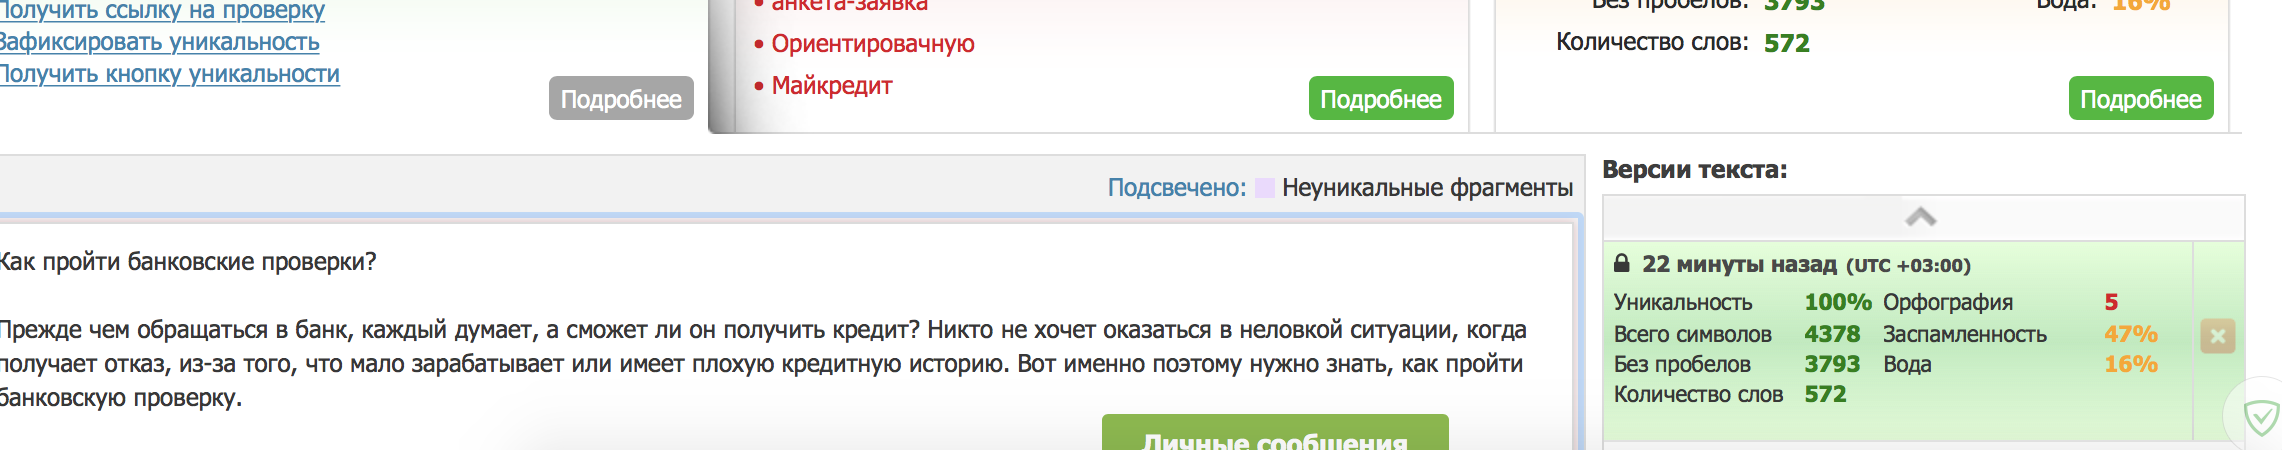 Получить ссылку на проверку
Зафиксировать уникальность
Получить кнопку уникальности
Подробнее
• анкета-заявка
• Ориентировачную
• Майкредит
Подробнее
Без пробелов: 3793 Вода: 16%
Количество слов: 572
Подробнее
Подсвечено: Неуникальные фрагменты
Как пройти банковские проверки?
Прежде чем обращаться в банк, каждый думает, а сможет ли он получить кредит? Никто не хочет оказаться в неловкой ситуации, когда
получает отказ, из-за того, что мало зарабатывает или имеет плохую кредитную историю. Вот именно поэтому нужно знать, как пройти
банковскую проверку.
Личные сообщения
Версии текста:
22 минуты назад (UTC +03:00)
Уникальность 100% Орфография 5
Всего символов 4378 Заспамленность 47%
Без пробелов 3793 Вода 16%
Количество слов 572